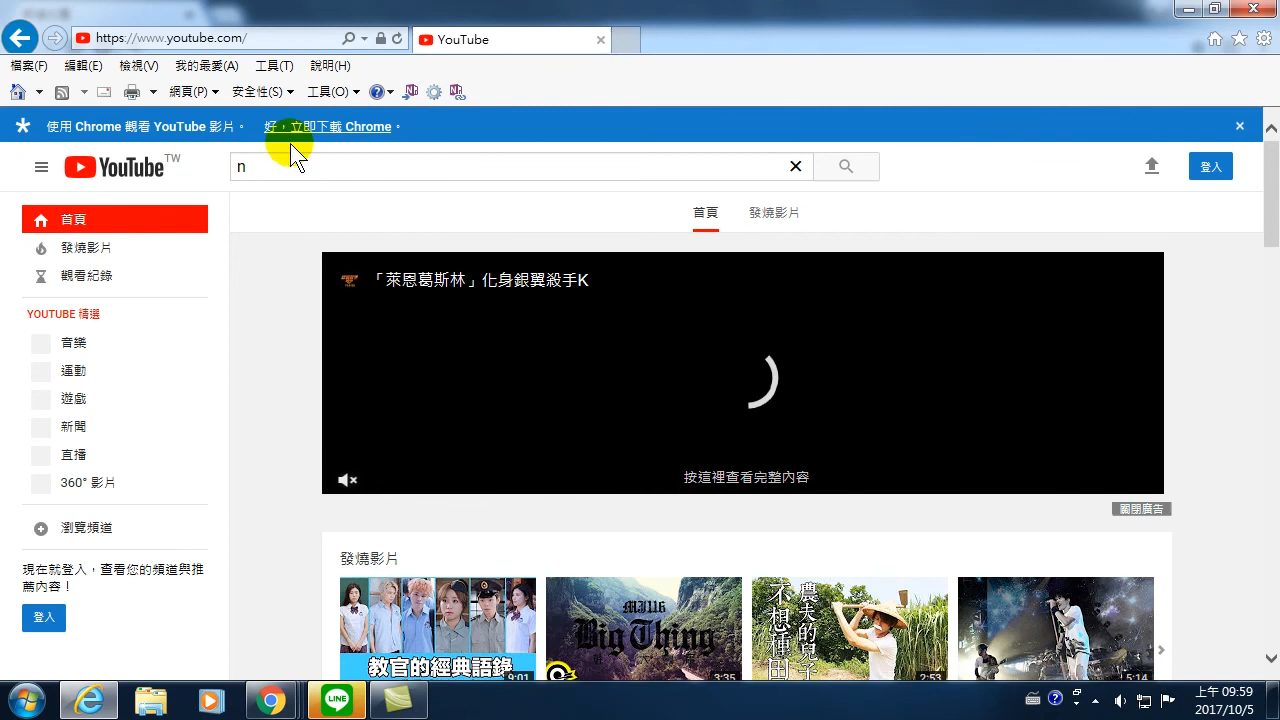 https://www.youtube.com/
YouTube
檔案(F) 編輯(E) 檢視(V) 我的最愛(A) 工具(T) 說明(H)
網頁(P) 安全性(S) 工具(O)
使用 Chrome 觀看 YouTube 影片。 好，立即下載 Chrome。
YouTube TW
n
登入
首頁
發燒影片
觀看紀錄
YOUTUBE 精選
音樂
運動
遊戲
新聞
直播
360° 影片
瀏覽頻道
現在就登入，查看您的頻道與推
薦內容！
登入
首頁 發燒影片
「萊恩葛斯林」化身銀翼殺手K
按這裡查看完整內容
關閉廣告
發燒影片
教官的經典語錄
9:01
MJ116
Big Thing
3:35
農夫的兒子
不想種田
2:53
5:14
LINE
上午 09:59
2017/10/5